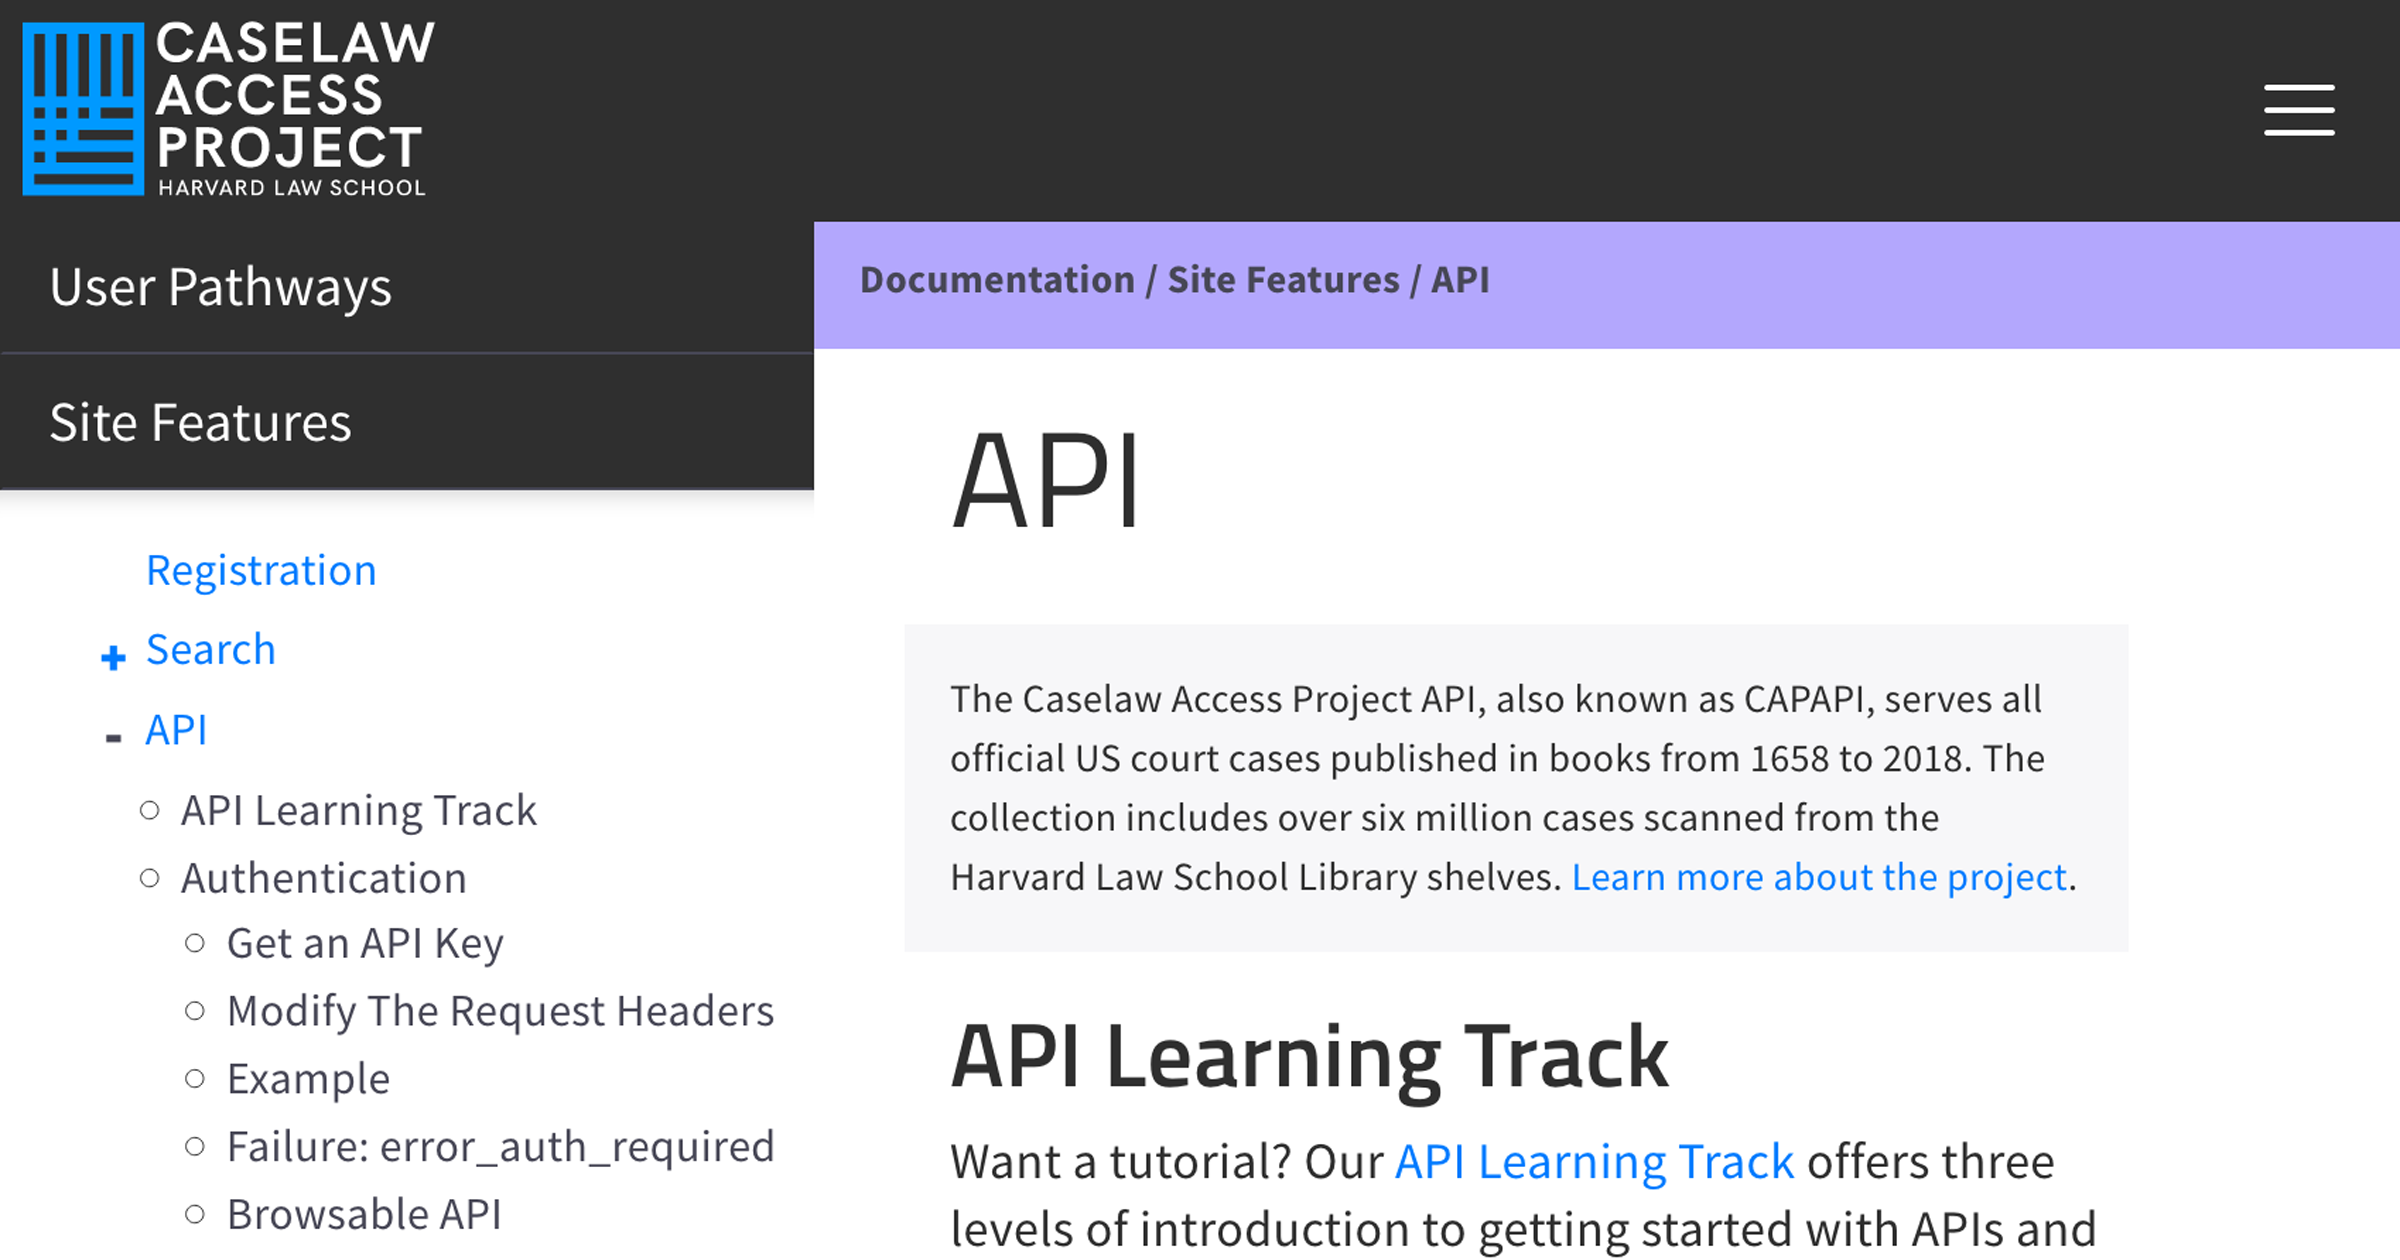 CASELAW
ACCESS
PROJECT
HARVARD LAW SCHOOL
User Pathways
Site Features
Registration
Search
API
API Learning Track
Authentication
Get an API Key
Modify The Request Headers
Example
Failure: error_auth_required
Browsable API
Documentation / Site Features / API
API
The Caselaw Access Project API, also known as CAPAPI, serves all
official US court cases published in books from 1658 to 2018. The
collection includes over six million cases scanned from the
Harvard Law School Library shelves. Learn more about the project.
API Learning Track
Want a tutorial? Our API Learning Track offers three
levels of introduction to getting started with APIs and